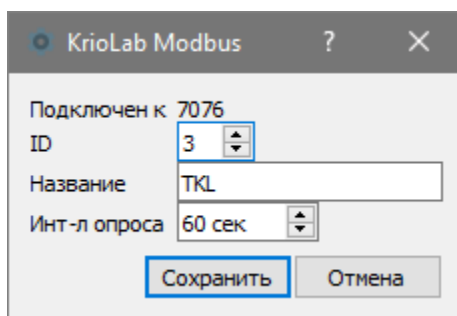 KrioLab Modbus ?
Подключен к 7076
ID 3
Название TKL
Инт-л опроса 60 сек
Сохранить Отмена